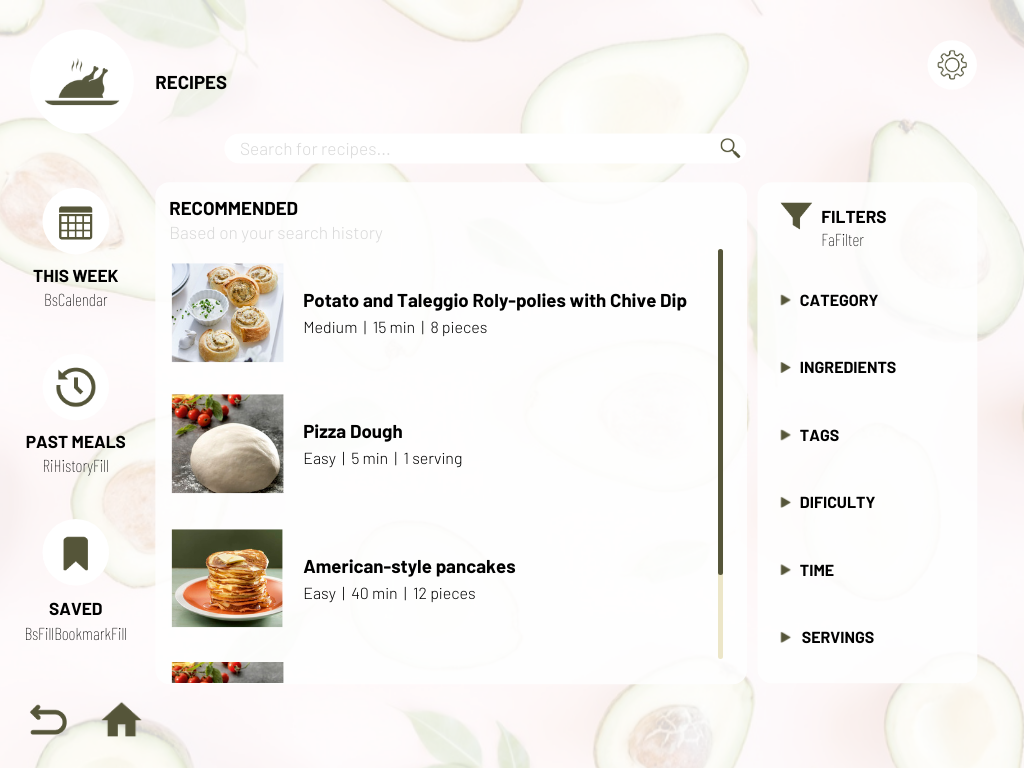 RECIPES
Search for recipes...
RECOMMENDED
Based on your search history
Potato and Taleggio Roly-polies with Chive Dip
Medium | 15 min | 8 pieces
Pizza Dough
Easy | 5 min | 1 serving
American-style pancakes
Easy | 40 min | 12 pieces
THIS WEEK
BsCalendar
PAST MEALS
RiHistoryFill
SAVED
BsFillBookmarkFill
FILTERS
FaFilter
CATEGORY
INGREDIENTS
TAGS
DIFICULTY
TIME
SERVINGS